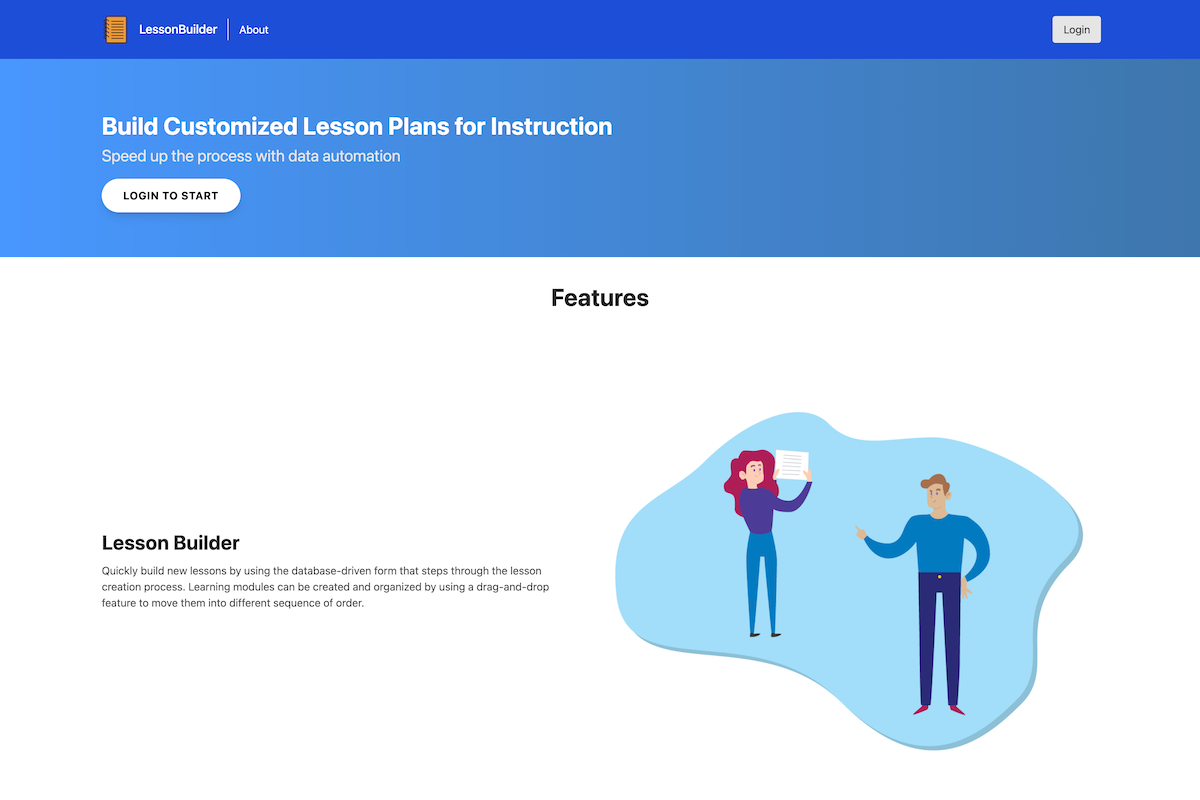 LessonBuilder
About
Login
Build Customized Lesson Plans for Instruction
Speed up the process with data automation
LOGIN TO START
Features
Lesson Builder
Quickly build new lessons by using the database-driven form that steps through the lesson
creation process. Learning modules can be created and organized by using a drag-and-drop
feature to move them into different sequence of order.